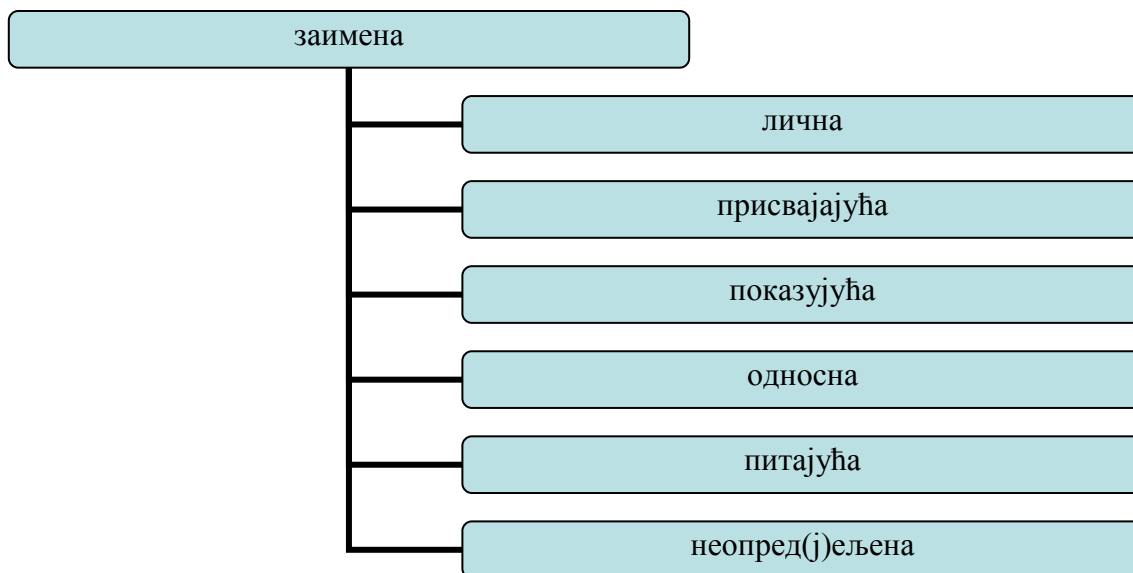 заимена
лична
присвајајућа
показујућа
односна
питајућа
неопред(ј)ељена